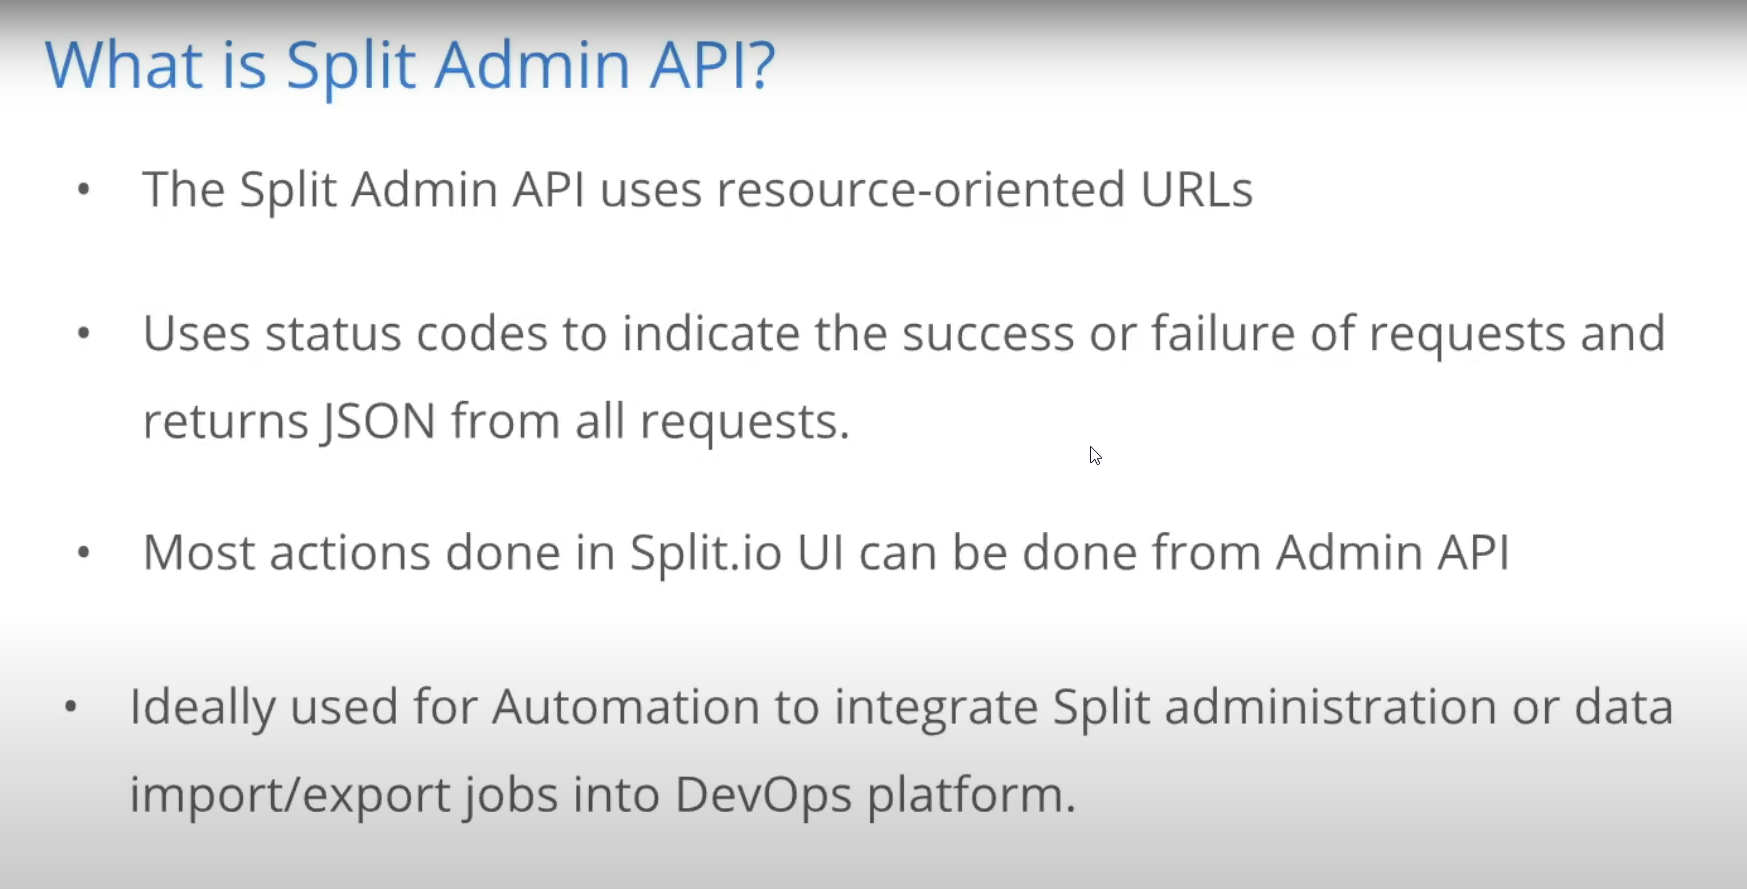 What is Split Admin API?
• The Split Admin API uses resource-oriented URLs
• Uses status codes to indicate the success or failure of requests and
returns JSON from all requests.
• Most actions done in Split.io UI can be done from Admin API
• Ideally used for Automation to integrate Split administration or data
import/export jobs into DevOps platform.